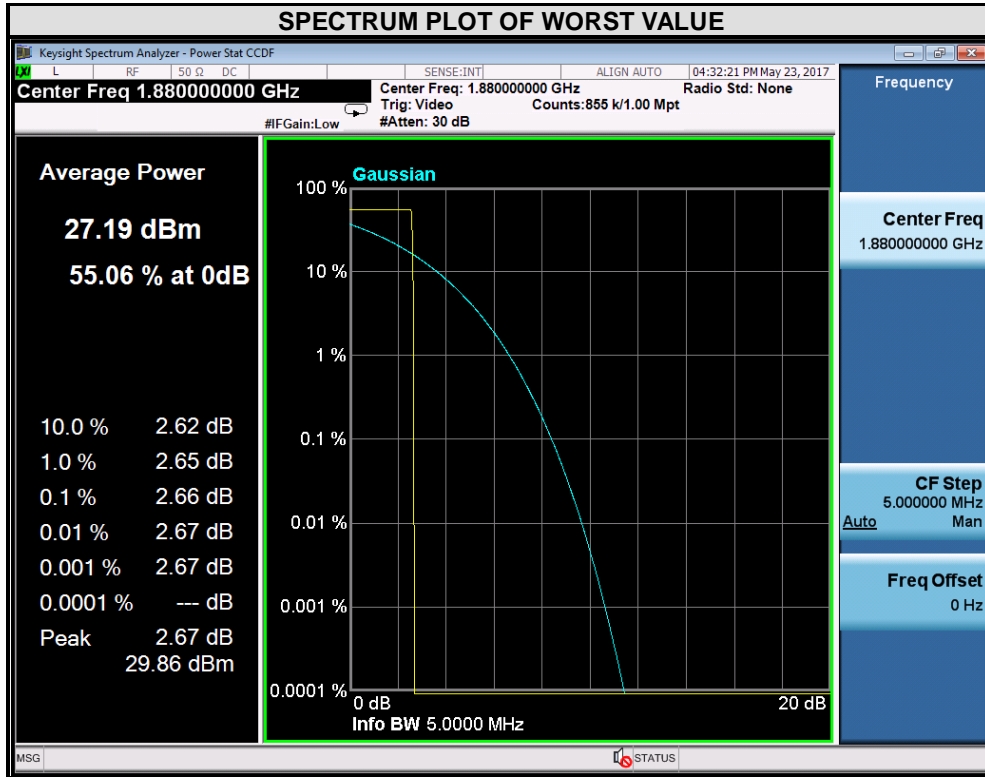 SPECTRUM PLOT OF WORST VALUE
Keysight Spectrum Analyzer - Power Stat CCDF
LXI L RF 50 Ω DC SENSE:INT ALIGN AUTO 04:32:21 PM May 23, 2017
Center Freq 1.880000000 GHz
#IFGain:Low
Center Freq: 1.880000000 GHz Radio Std: None
Trig: Video Counts:855 k/1.00 Mpt
#Atten: 30 dB
Average Power
27.19 dBm
55.06 % at 0dB
10.0 % 2.62 dB
1.0 % 2.65 dB
0.1 % 2.66 dB
0.01 % 2.67 dB
0.001 % 2.67 dB
0.0001 % --- dB
Peak 2.67 dB
29.86 dBm
Gaussian
100 %
10 %
1 %
0.1 %
0.01 %
0.001 %
0.0001 %
0 dB 20 dB
Info BW 5.0000 MHz
Frequency
Center Freq
1.880000000 GHz
CF Step
5.000000 MHz
Auto Man
Freq Offset
0 Hz
MSG STATUS